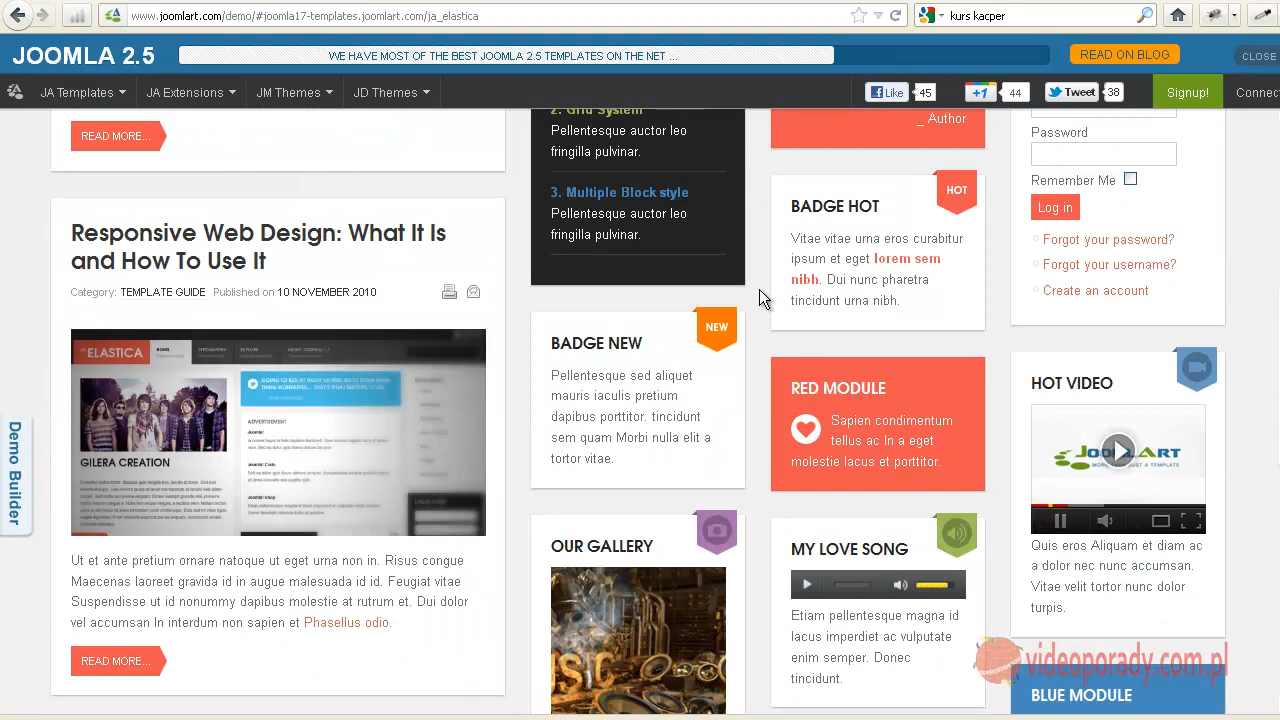 www.joomlart.com/demo/#joomla17-templates.joomlart.com/ja_elastica
kurs kacper
JOOMLA 2.5
WE HAVE MOST OF THE BEST JOOMLA 2.5 TEMPLATES ON THE NET ...
READ ON BLOG
CLOSE
JA Templates
JA Extensions
JM Themes
JD Themes
Like 45
+1 44
Tweet 38
Signup!
Connect
READ MORE...
Responsive Web Design: What It Is
and How To Use It
Category: TEMPLATE GUIDE Published on 10 NOVEMBER 2010
ELASTICA
GILERA CREATION
Ut et ante pretium ornare natoque ut eget urna non in. Risus congue
Maecenas laoreet gravida id in augue malesuada id id. Feugiat vitae
Suspendisse ut id nonummy dapibus molestie at rutrum et. Dui dolor
vel accumsan In interdum non sapien et Phasellus odio.
READ MORE...
2. Grid System
Pellentesque auctor leo
fringilla pulvinar.
3. Multiple Block style
Pellentesque auctor leo
fringilla pulvinar.
NEW
BADGE NEW
Pellentesque sed aliquet
mauris iaculis pretium
dapibus porttitor. tincidunt
sem quam Morbi nulla elit a
tortor vitae.
OUR GALLERY
_ Author
HOT
BADGE HOT
Vitae vitae urna eros curabitur
ipsum et eget lorem sem
nibh. Dui nunc pharetra
tincidunt urna nibh.
RED MODULE
Sapien condimentum
tellus ac In a eget
molestie lacus et porttitor.
MY LOVE SONG
Etiam pellentesque magna id
lacus imperdiet ac vulputate
enim semper. Donec
tincidunt.
Password
Remember Me
Log in
Forgot your password?
Forgot your username?
Create an account
HOT VIDEO
JOOMLART
Quis eros Aliquam et diam ac
a dolor nec nunc accumsan.
Vitae velit tortor nunc dolor
turpis.
BLUE MODULE
Demo Builder
videoporady.com.pl